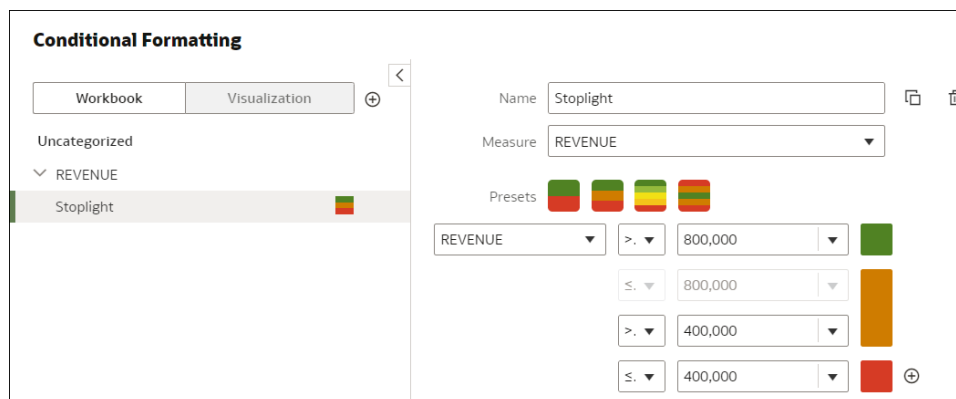 Conditional Formatting
Workbook
Visualization
Uncategorized
REVENUE
Stoplight
Name Stoplight
Measure REVENUE
Presets
REVENUE >. 800,000
≤. 800,000
>. 400,000
≤. 400,000